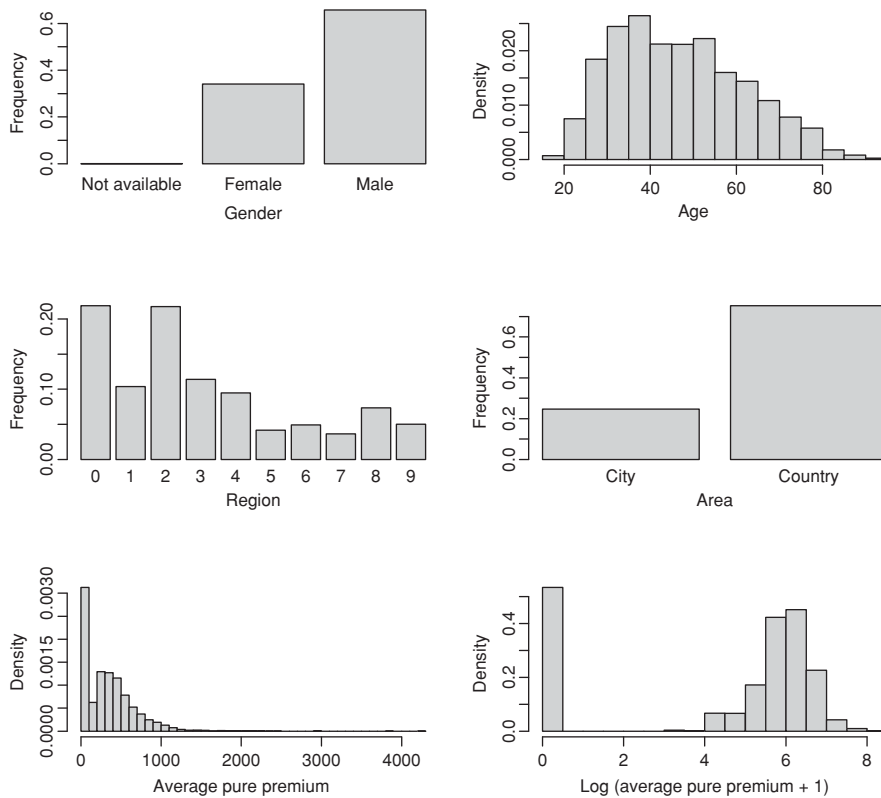 Frequency
0.0 0.2 0.4 0.6
Not available Female Male
Gender
Density
0.000 0.010 0.020
20 40 60 80
Age
Frequency
0.00 0.10 0.20
0 1 2 3 4 5 6 7 8 9
Region
Frequency
0.0 0.2 0.4 0.6
City Country
Area
Density
0.0000 0.0015 0.0030
0 1000 2000 3000 4000
Average pure premium
Density
0.0 0.2 0.4
0 2 4 6 8
Log (average pure premium + 1)